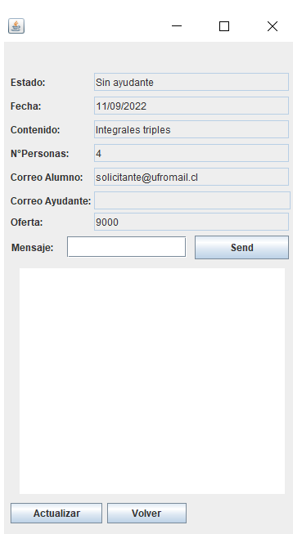 Estado: Sin ayudante
Fecha: 11/09/2022
Contenido: Integrales triples
N°Personas: 4
Correo Alumno: solicitante@ufromail.cl
Correo Ayudante:
Oferta: 9000
Mensaje: Send
Actualizar Volver